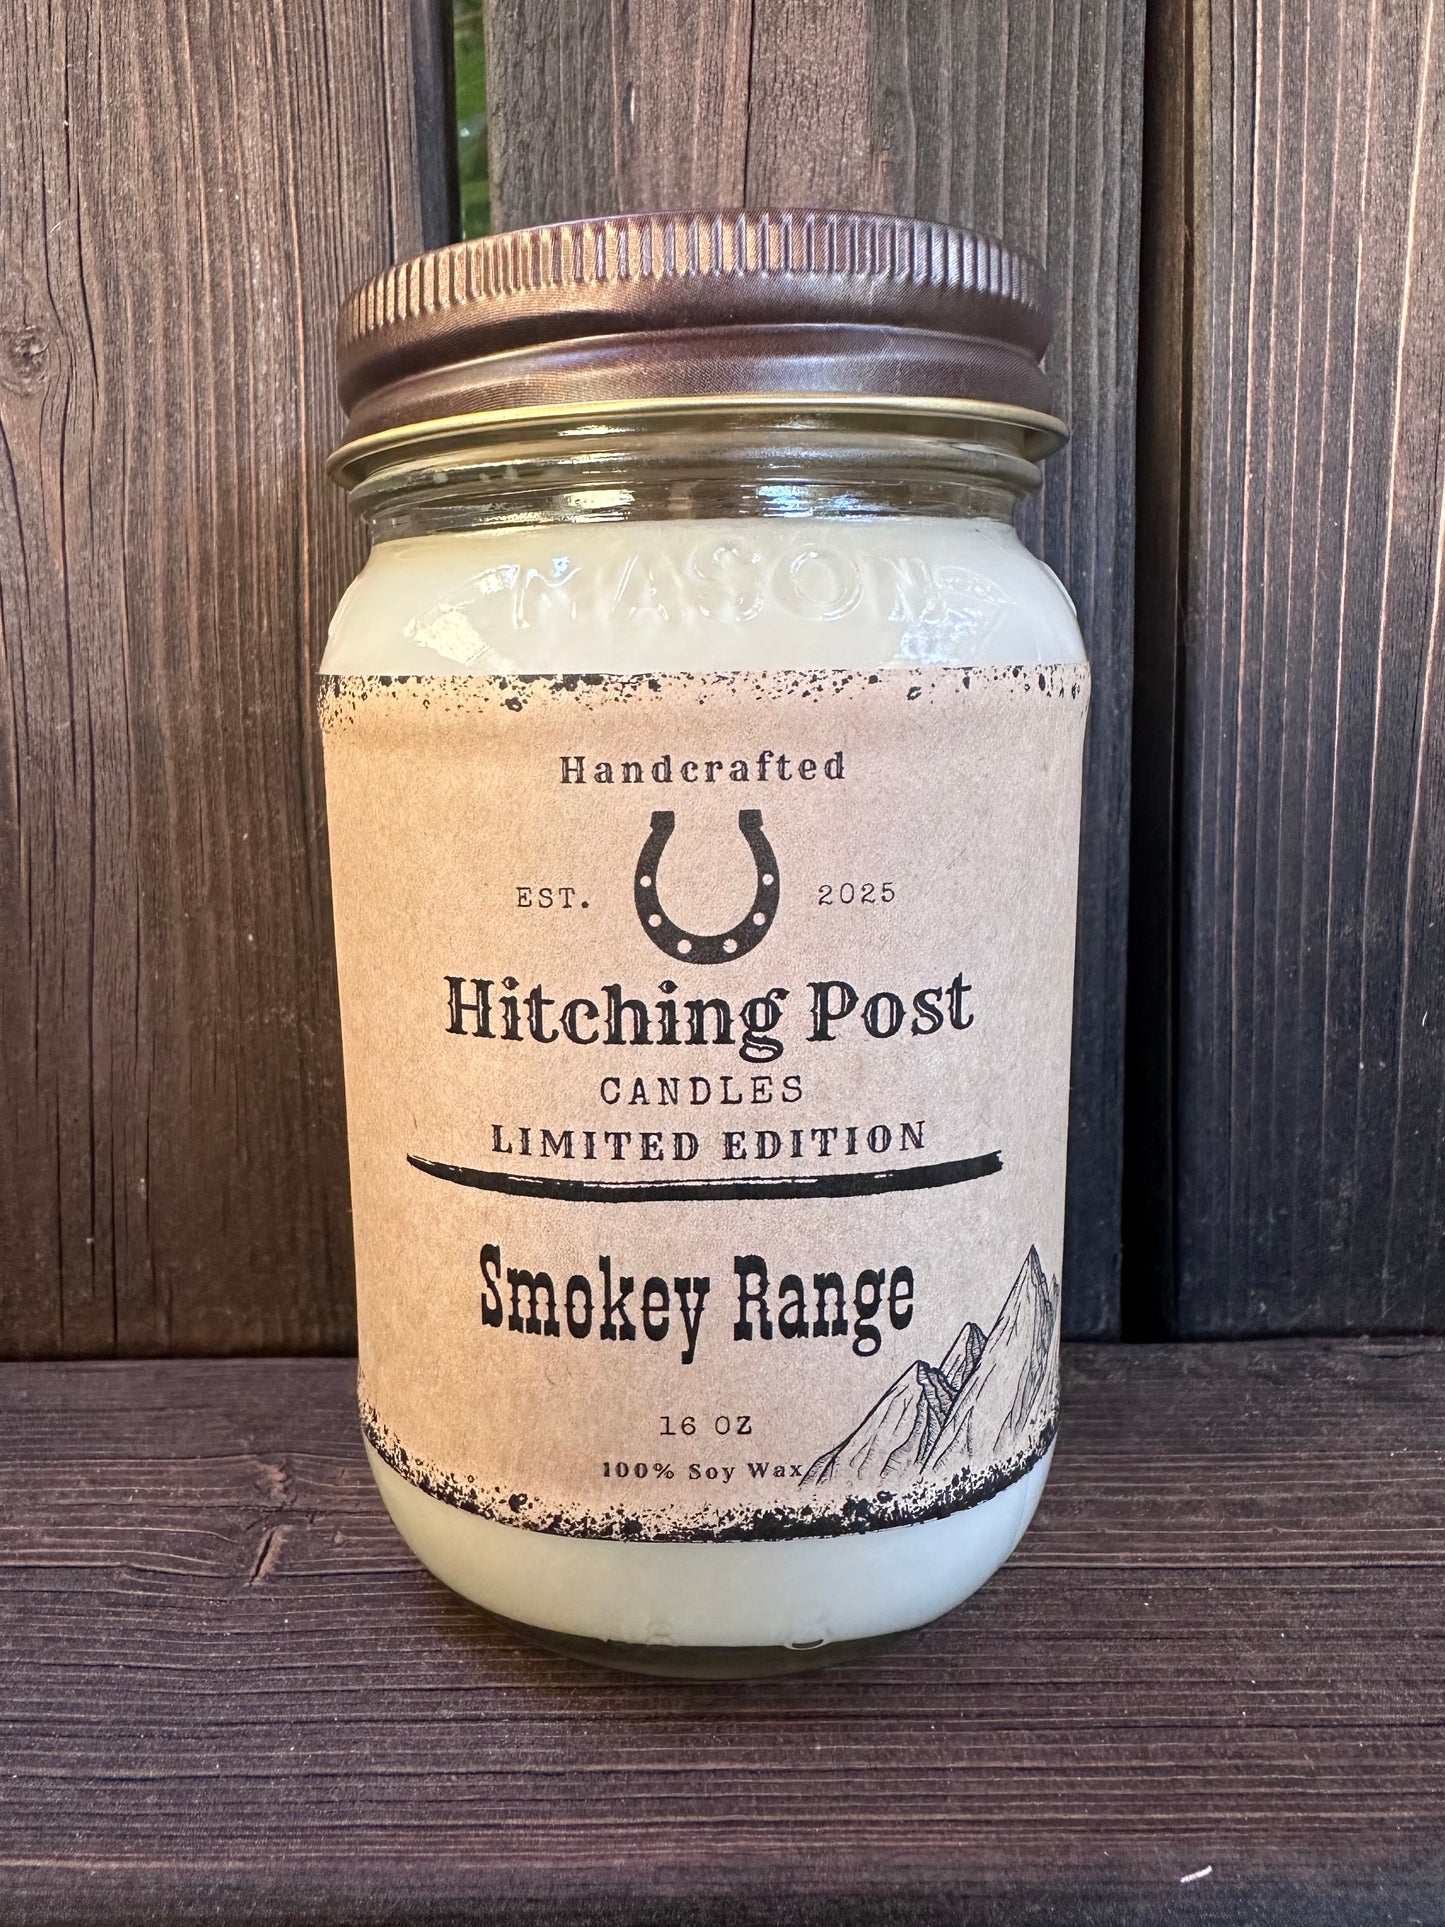 MASON
Handcrafted
EST. 2025
Hitching Post
CANDLES
LIMITED EDITION
Smokey Range
16 OZ
100% Soy Wax